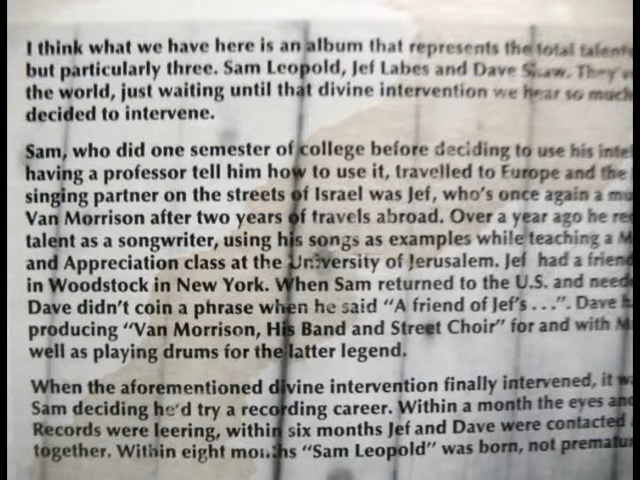 I think what we have here is an album that represents the total talents
but particularly three. Sam Leopold, Jef Labes and Dave Shaw. They've
the world, just waiting until that divine intervention we hear so much
decided to intervene.
Sam, who did one semester of college before deciding to use his
having a professor tell him how to use it, travelled to Europe and the
singing partner on the streets of Israel was Jef, who's once again a
Van Morrison after two years of travels abroad. Over a year ago he
talent as a songwriter, using his songs as examples while teaching a
and Appreciation class at the University of Jerusalem. Jef had a friend
in Woodstock in New York. When Sam returned to the U.S. and
Dave didn't coin a phrase when he said "A friend of Jef's...". Dave
producing "Van Morrison, His Band and Street Choir" for and with
well as playing drums for the latter legend.
When the aforementioned divine intervention finally intervened, it
Sam deciding he'd try a recording career. Within a month the eyes and
Records were leering, within six months Jef and Dave were contacted
together. Within eight months "Sam Leopold" was born, not